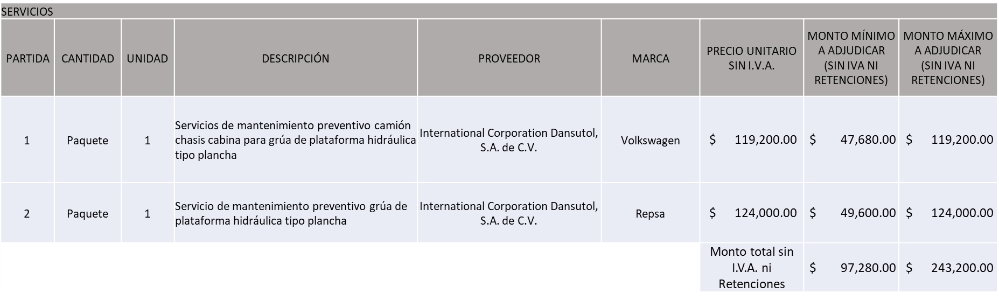 SERVICIOS
PARTIDA
CANTIDAD
UNIDAD
DESCRIPCIÓN
PROVEEDOR
MARCA
PRECIO UNITARIO
SIN I.V.A.
MONTO MÍNIMO
A ADJUDICAR
(SIN IVA NI
RETENCIONES)
MONTO MÁXIMO
A ADJUDICAR
(SIN IVA NI
RETENCIONES)
1
Paquete
1
Servicios de mantenimiento preventivo camión
chasis cabina para grúa de plataforma hidráulica
tipo plancha
International Corporation Dansutol,
S.A. de C.V.
Volkswagen
$ 119,200.00
$ 47,680.00
$ 119,200.00
2
Paquete
1
Servicio de mantenimiento preventivo grúa de
plataforma hidráulica tipo plancha
International Corporation Dansutol,
S.A. de C.V.
Repsa
$ 124,000.00
$ 49,600.00
$ 124,000.00
Monto total sin
I.V.A. ni
Retenciones
$ 97,280.00
$ 243,200.00